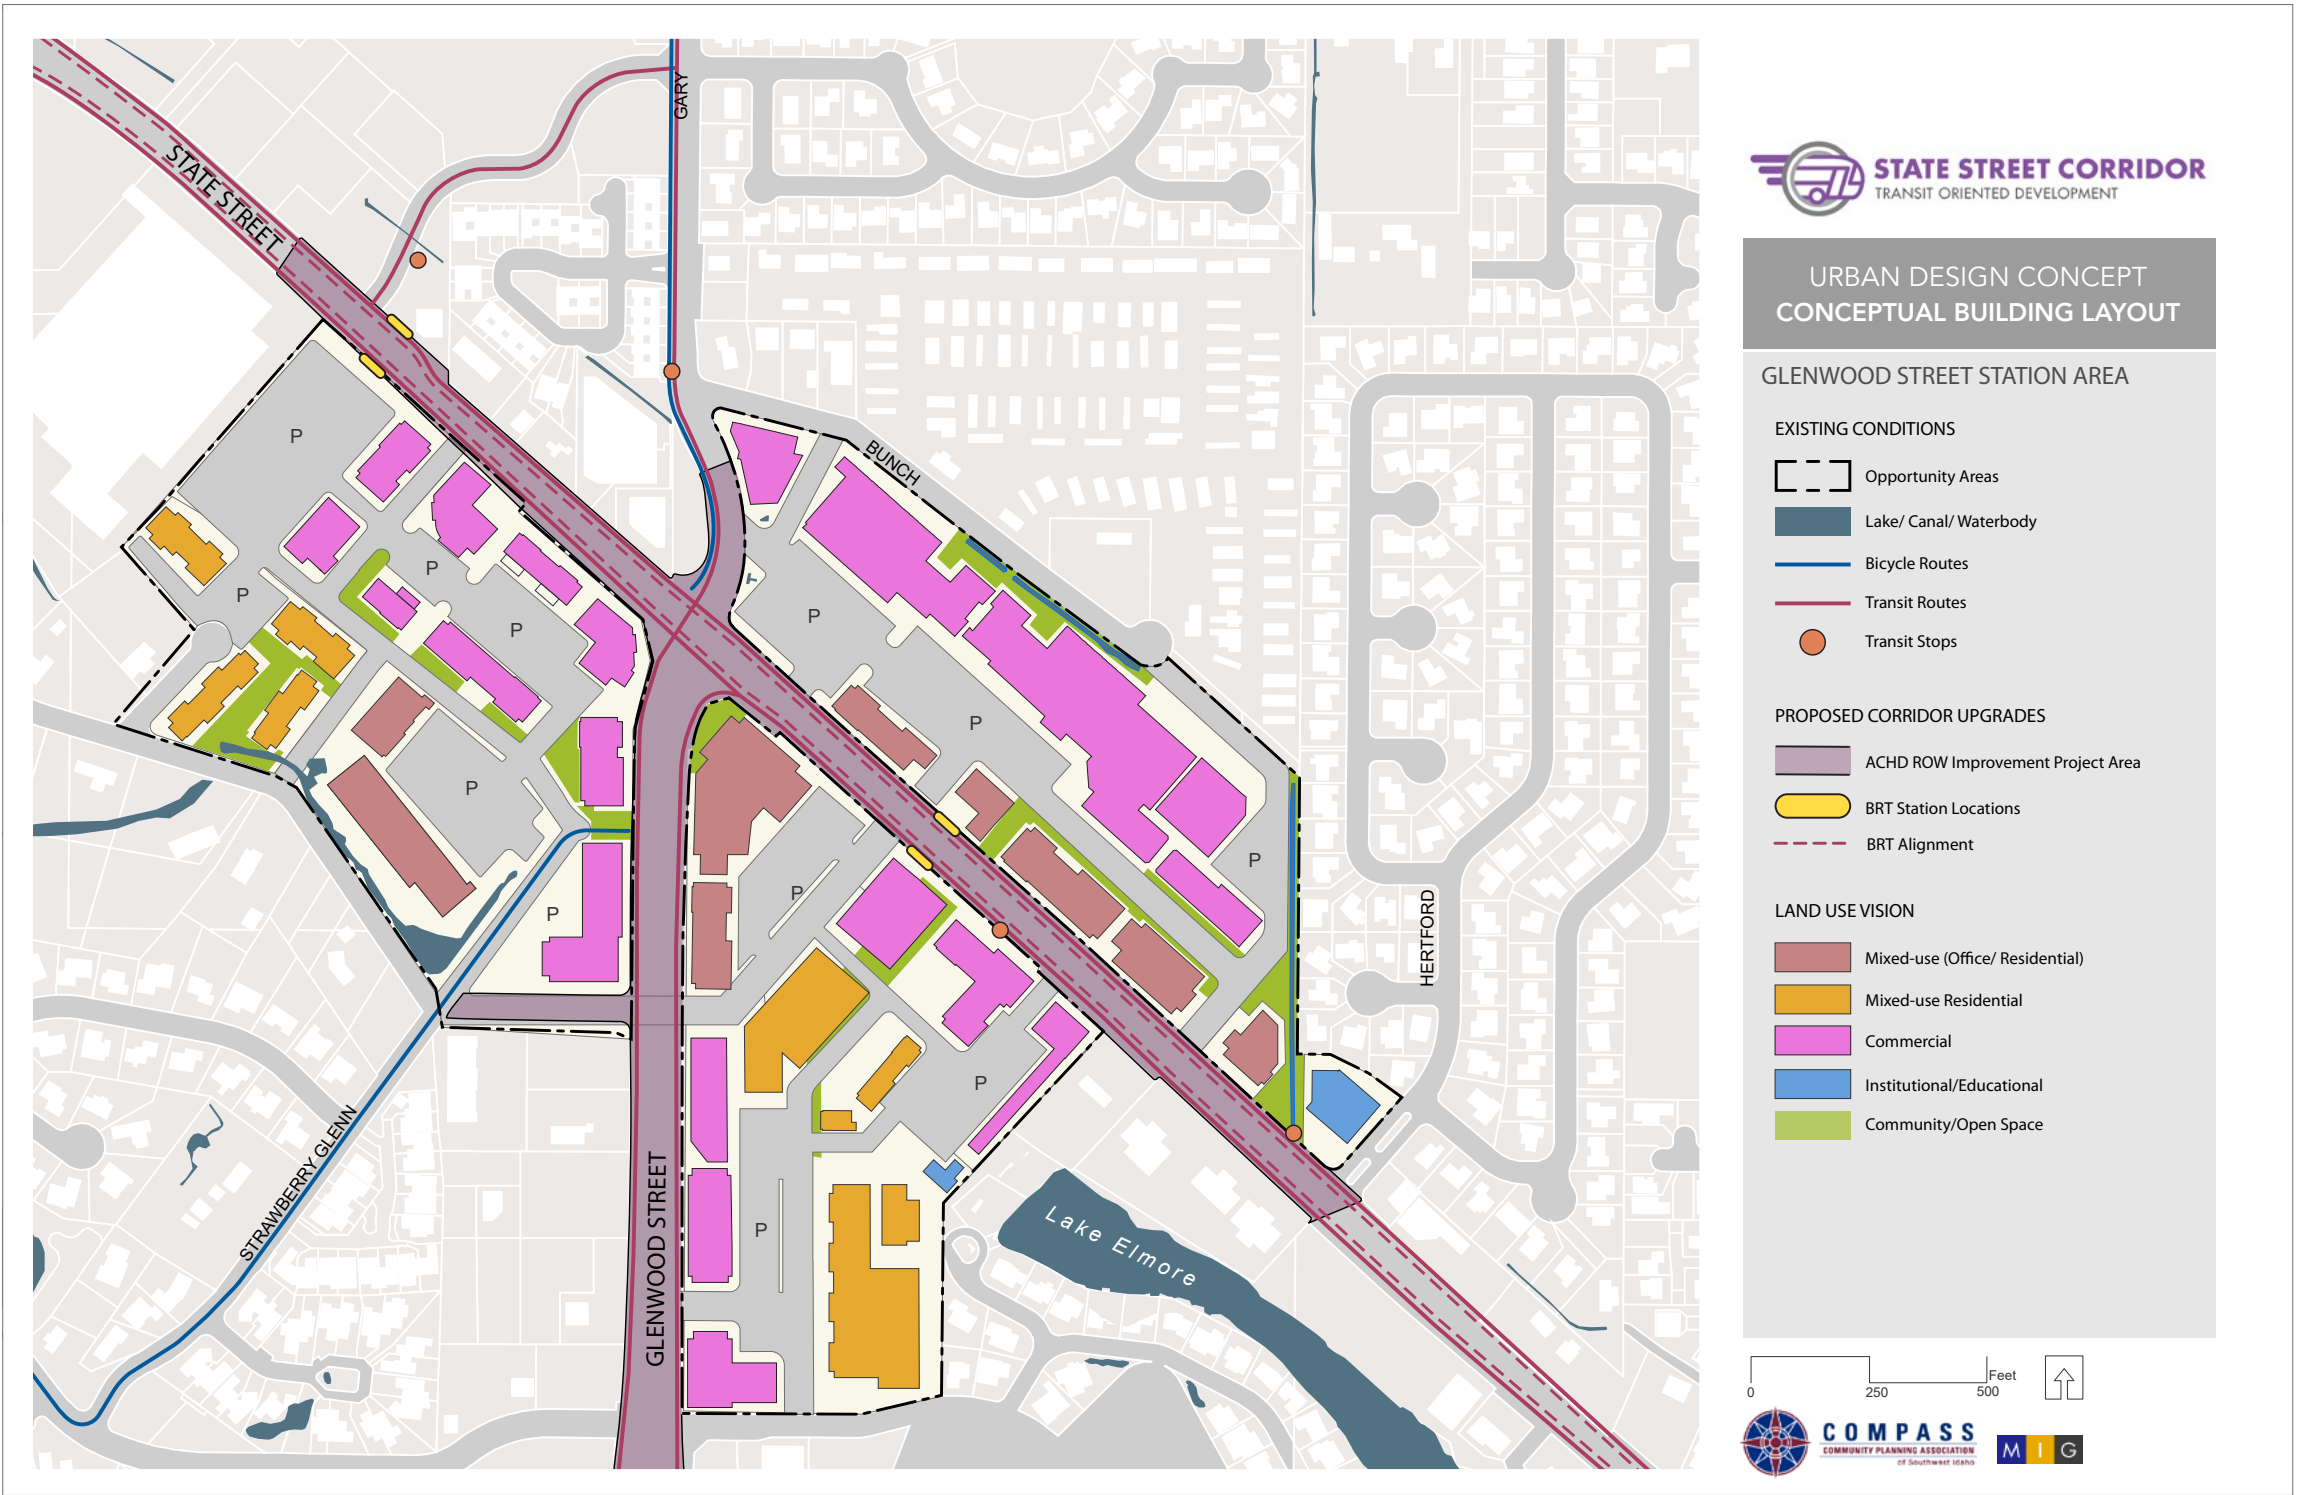 STATE STREET CORRIDOR
TRANSIT ORIENTED DEVELOPMENT
URBAN DESIGN CONCEPT
CONCEPTUAL BUILDING LAYOUT
GLENWOOD STREET STATION AREA
EXISTING CONDITIONS
Opportunity Areas
Lake/ Canal/ Waterbody
Bicycle Routes
Transit Routes
Transit Stops
PROPOSED CORRIDOR UPGRADES
ACHD ROW Improvement Project Area
BRT Station Locations
BRT Alignment
LAND USE VISION
Mixed-use (Office/ Residential)
Mixed-use Residential
Commercial
Institutional/Educational
Community/Open Space
Feet
0 250 500
COMPASS
COMMUNITY PLANNING ASSOCIATION
of Southwest Idaho
M I G
GARY
STATE STREET
BUNCH
P
P
P
P
P
P
P
P
P
P
P
P
HERTFORD
STRAWBERRY GLENN
GLENWOOD STREET
Lake Elmore